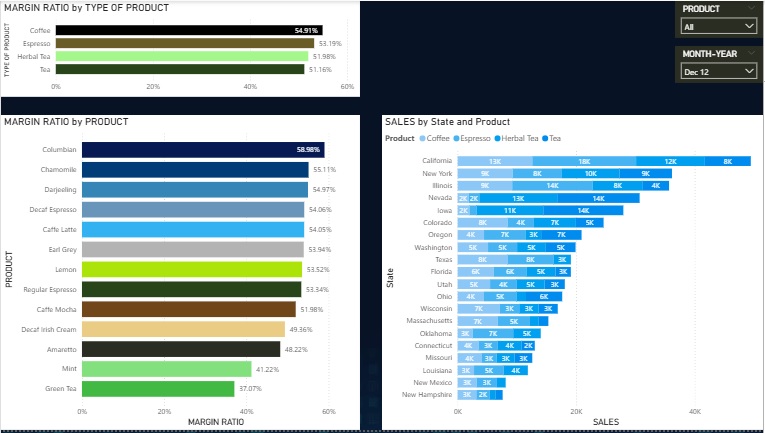 MARGIN RATIO by TYPE OF PRODUCT
TYPE OF PRODUCT
Coffee 54.91%
Espresso 53.19%
Herbal Tea 51.98%
Tea 51.16%
0% 20% 40% 60%
PRODUCT
All
MONTH-YEAR
Dec 12
MARGIN RATIO by PRODUCT
PRODUCT
Columbian 58.98%
Chamomile 55.11%
Darjeeling 54.97%
Decaf Espresso 54.06%
Caffe Latte 54.05%
Earl Grey 53.94%
Lemon 53.52%
Regular Espresso 53.34%
Caffe Mocha 51.98%
Decaf Irish Cream 49.36%
Amaretto 48.22%
Mint 41.22%
Green Tea 37.07%
0% 20% 40% 60%
MARGIN RATIO
SALES by State and Product
Product Coffee Espresso Herbal Tea Tea
State
California 13K 18K 12K 8K
New York 9K 8K 10K 9K
Illinois 9K 14K 8K 4K
Nevada 2K 2K 13K 14K
Iowa 2K 11K 14K
Colorado 8K 4K 7K 5K
Oregon 4K 7K 3K 7K
Washington 5K 5K 5K 5K
Texas 8K 8K 3K
Florida 6K 6K 5K 3K
Utah 5K 4K 5K 3K
Ohio 4K 5K 6K
Wisconsin 7K 3K 3K 3K
Massachusetts 7K 5K
Oklahoma 3K 7K 5K
Connecticut 4K 3K 4K 2K
Missouri 4K 3K 3K 3K
Louisiana 3K 5K 4K
New Mexico 3K 3K
New Hampshire 3K 2K
0K 20K 40K
SALES